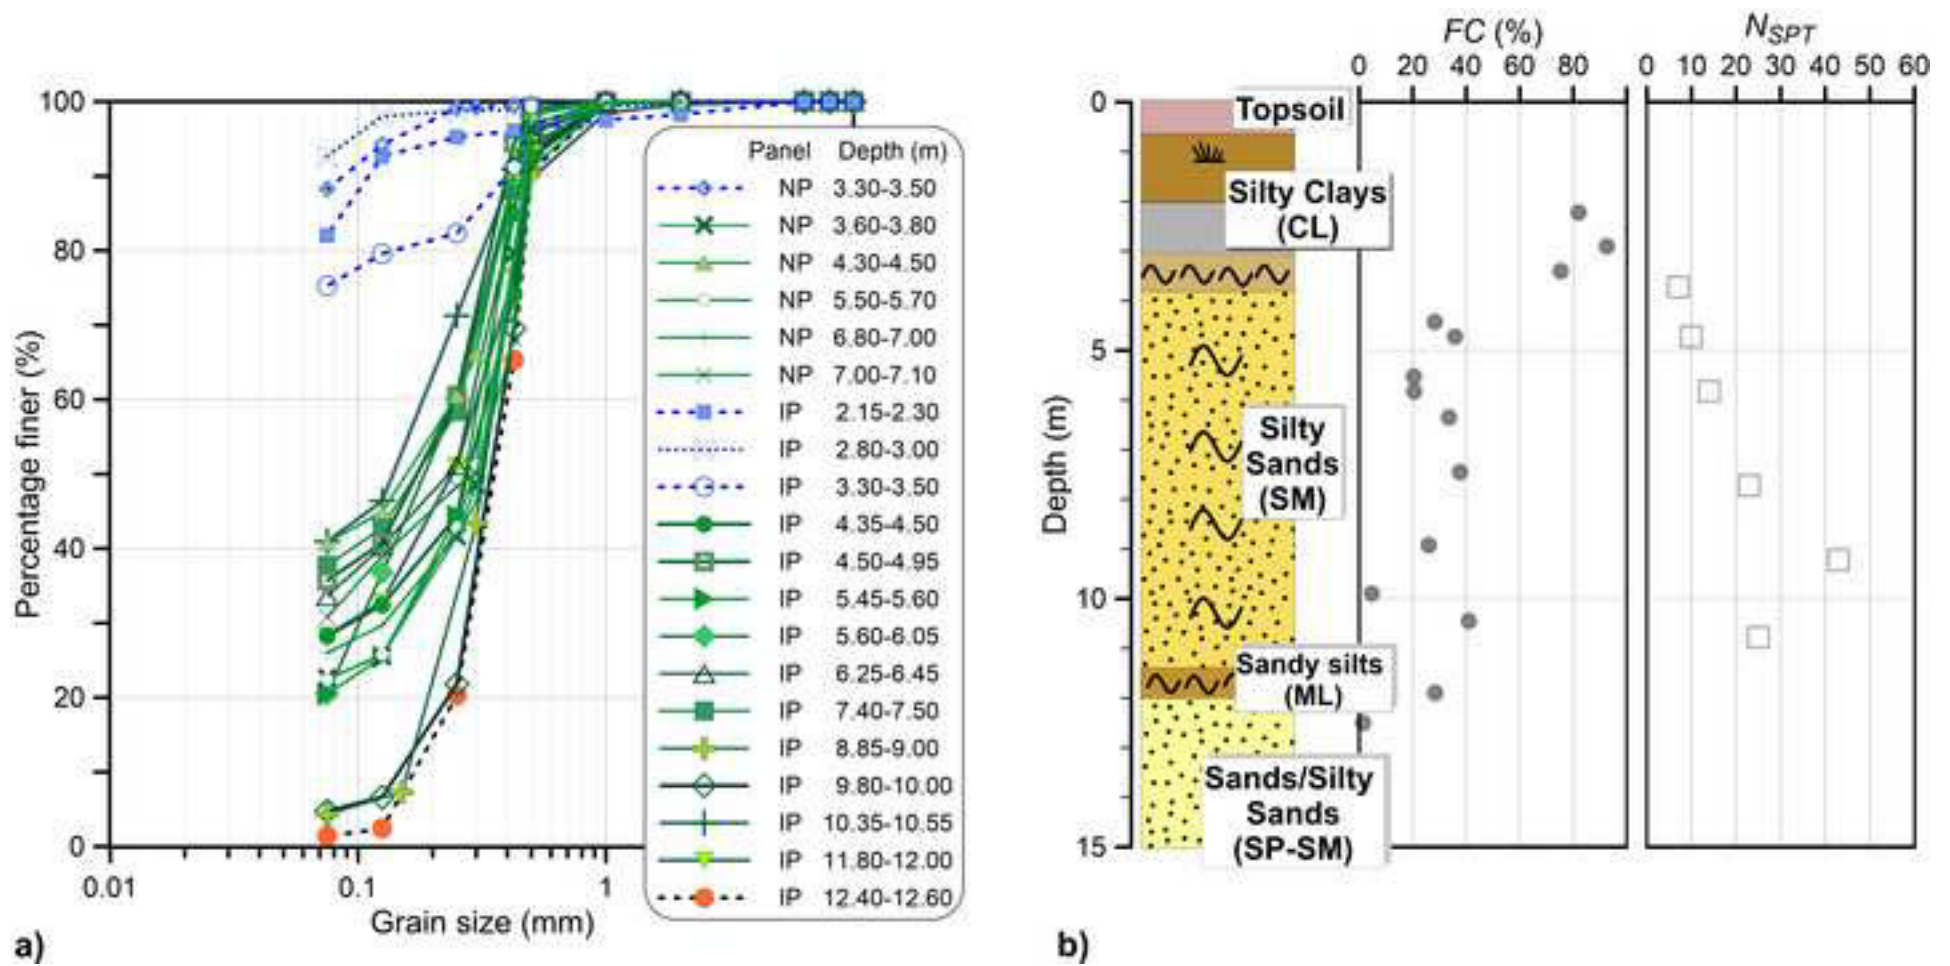 100
80
60
40
20
0
Percentage finer (%)
0.01
0.1
1
Grain size (mm)
Panel Depth (m)
NP 3.30-3.50
NP 3.60-3.80
NP 4.30-4.50
NP 5.50-5.70
NP 6.80-7.00
NP 7.00-7.10
IP 2.15-2.30
IP 2.80-3.00
IP 3.30-3.50
IP 4.35-4.50
IP 4.50-4.95
IP 5.45-5.60
IP 5.60-6.05
IP 6.25-6.45
IP 7.40-7.50
IP 8.85-9.00
IP 9.80-10.00
IP 10.35-10.55
IP 11.80-12.00
IP 12.40-12.60
a)
FC (%)
0 20 40 60 80
N_SPT
0 10 20 30 40 50 60
0
5
10
15
Depth (m)
Topsoil
Silty Clays
(CL)
Silty
Sands
(SM)
Sandy silts
(ML)
Sands/Silty
Sands
(SP-SM)
b)